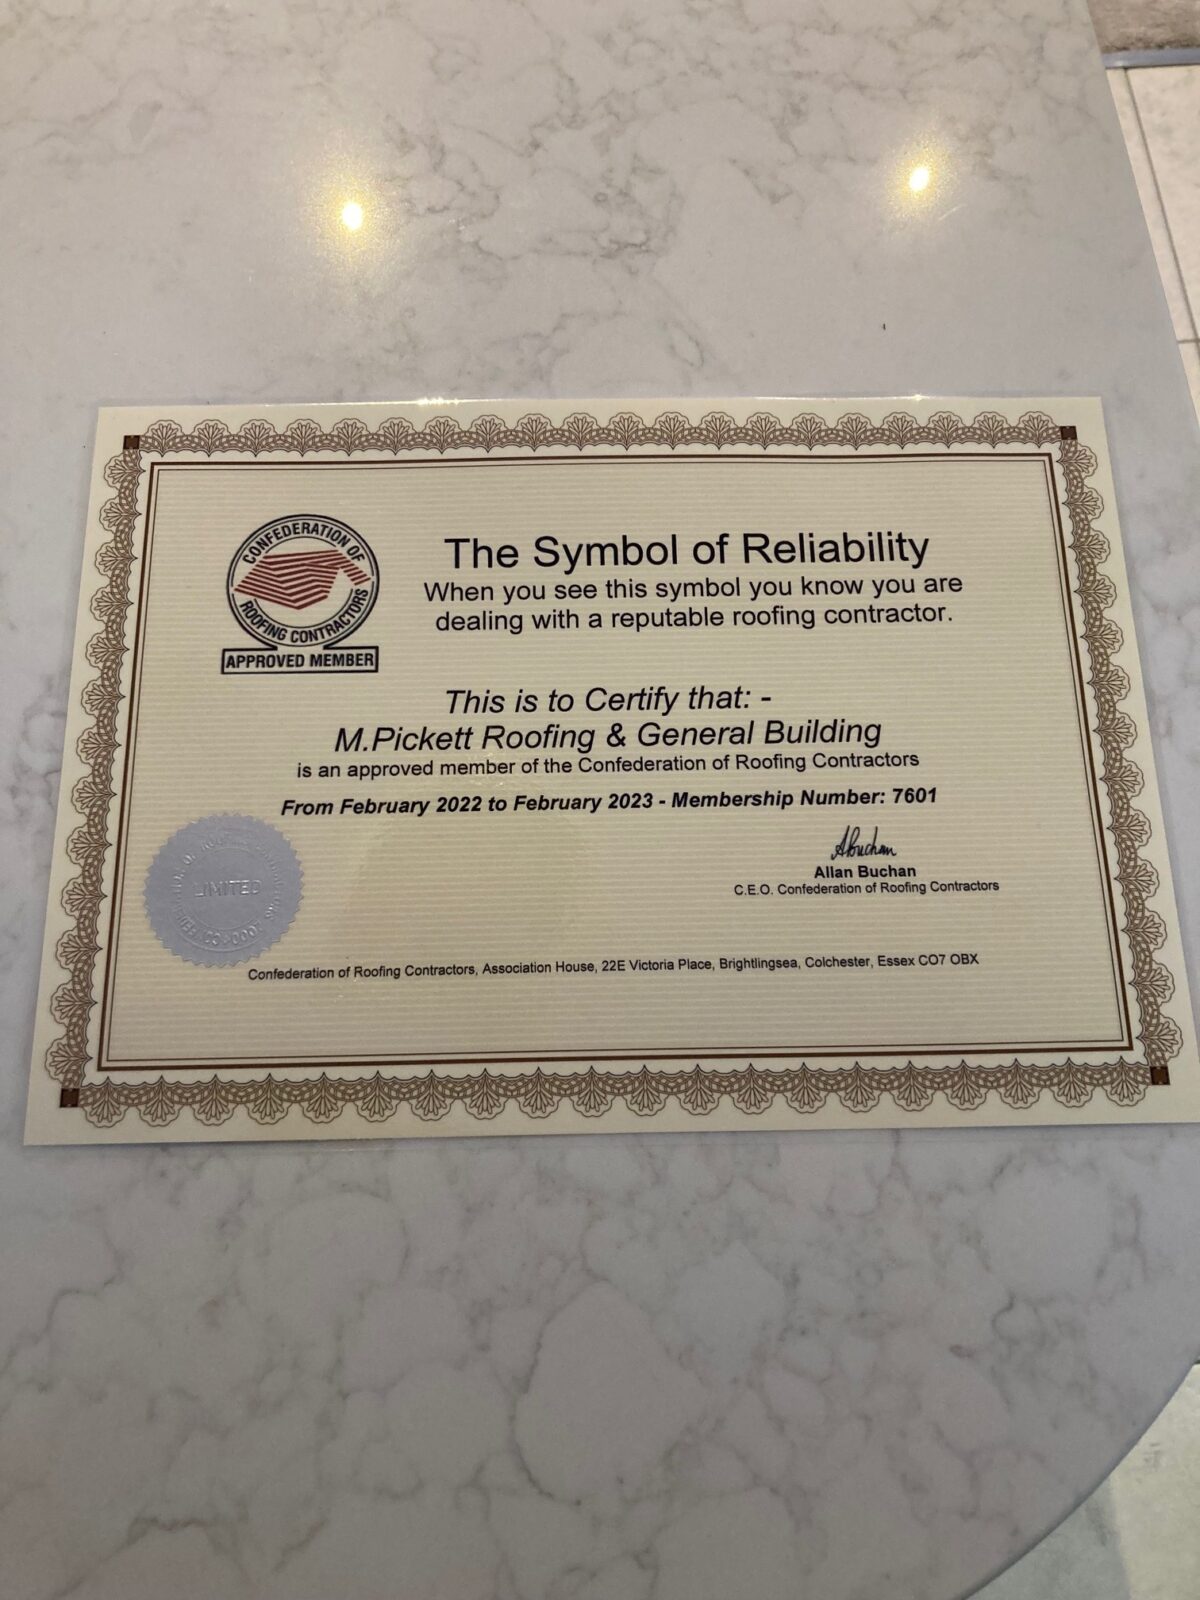 CONFEDERATION OF
ROOFING CONTRACTORS
APPROVED MEMBER
The Symbol of Reliability
When you see this symbol you know you are
dealing with a reputable roofing contractor.
This is to Certify that: -
M.Pickett Roofing & General Building
is an approved member of the Confederation of Roofing Contractors
From February 2022 to February 2023 - Membership Number: 7601
ABuchan
Allan Buchan
C.E.O. Confederation of Roofing Contractors
LIMITED
Confederation of Roofing Contractors, Association House, 22E Victoria Place, Brightlingsea, Colchester, Essex CO7 OBX